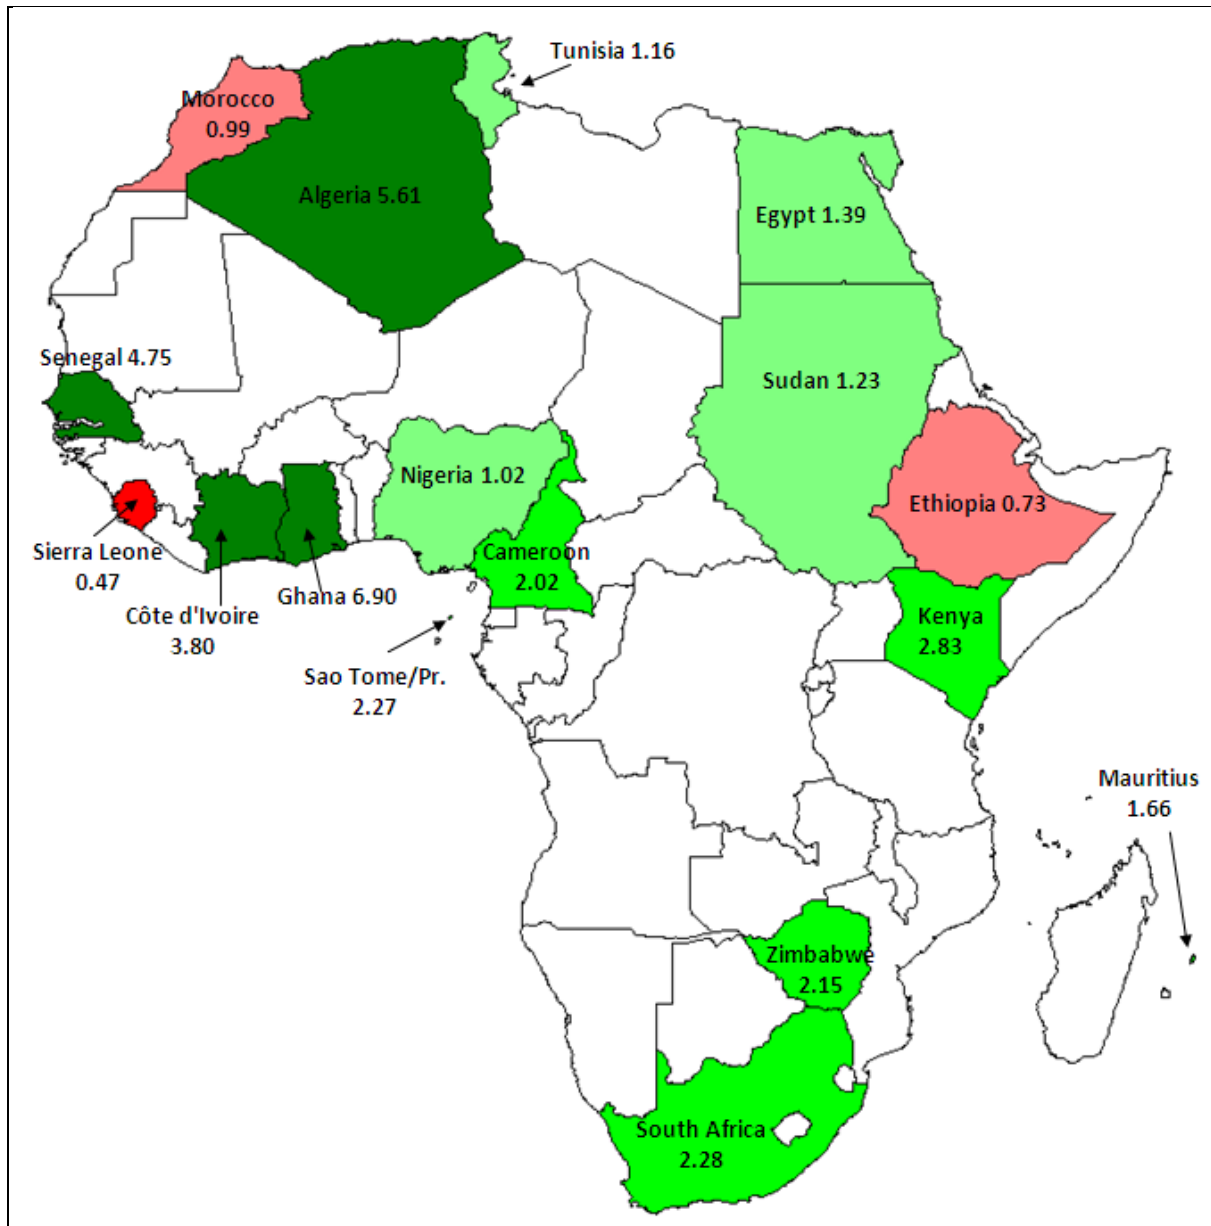 Tunisia 1.16
Morocco
0.99
Algeria 5.61
Egypt 1.39
Senegal 4.75
Sudan 1.23
Nigeria 1.02
Ethiopia 0.73
Sierra Leone
0.47
Cameroon
2.02
Ghana 6.90
Côte d'Ivoire
3.80
Kenya
2.83
Sao Tome/Pr.
2.27
Mauritius
1.66
Zimbabwe
2.15
South Africa
2.28